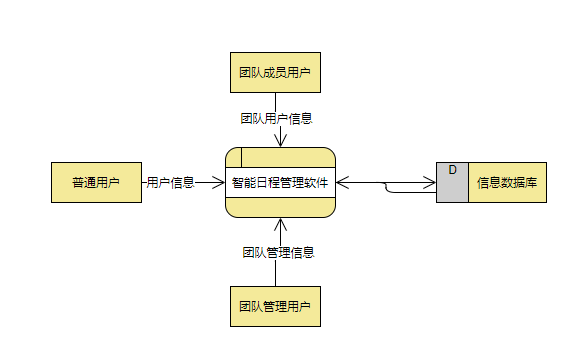 团队成员用户
团队用户信息
D
普通用户
用户信息
智能日程管理软件
信息数据库
团队管理信息
团队管理用户